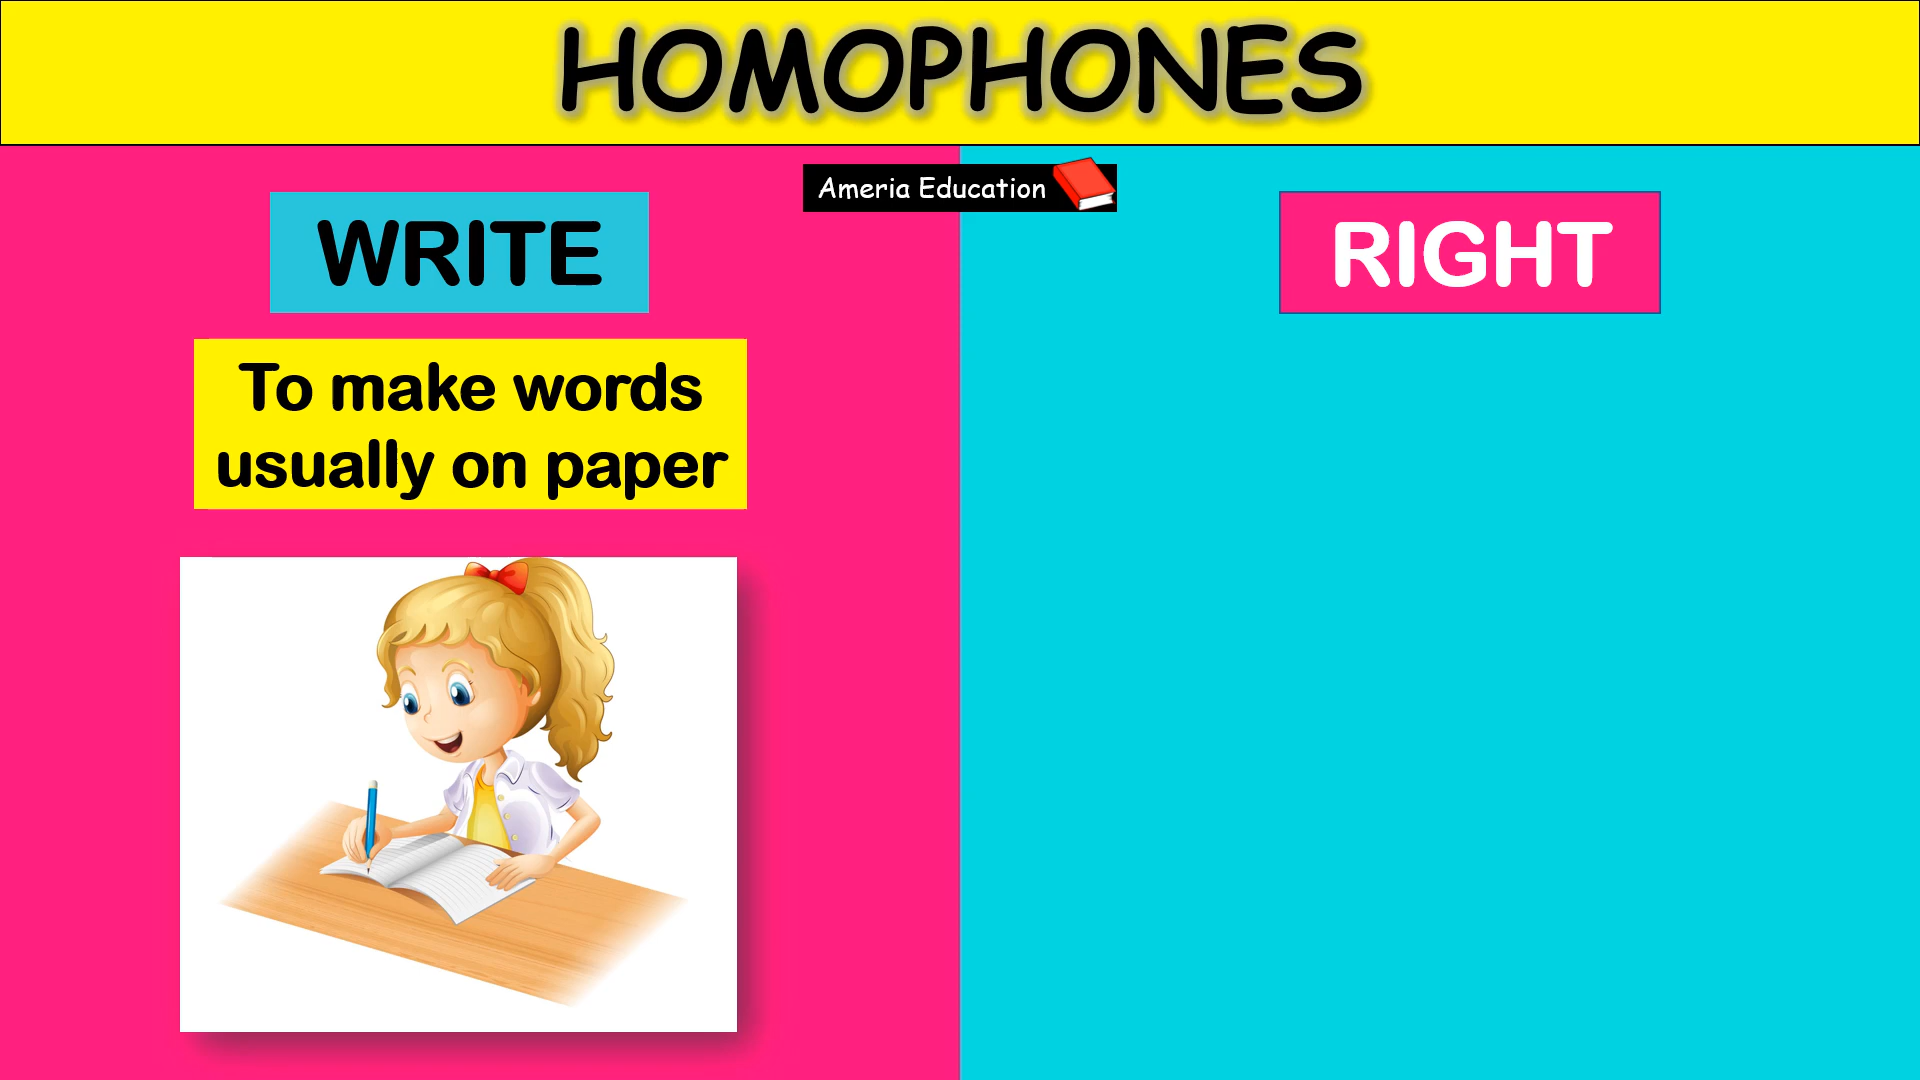 HOMOPHONES
Ameria Education
WRITE
RIGHT
To make words
usually on paper